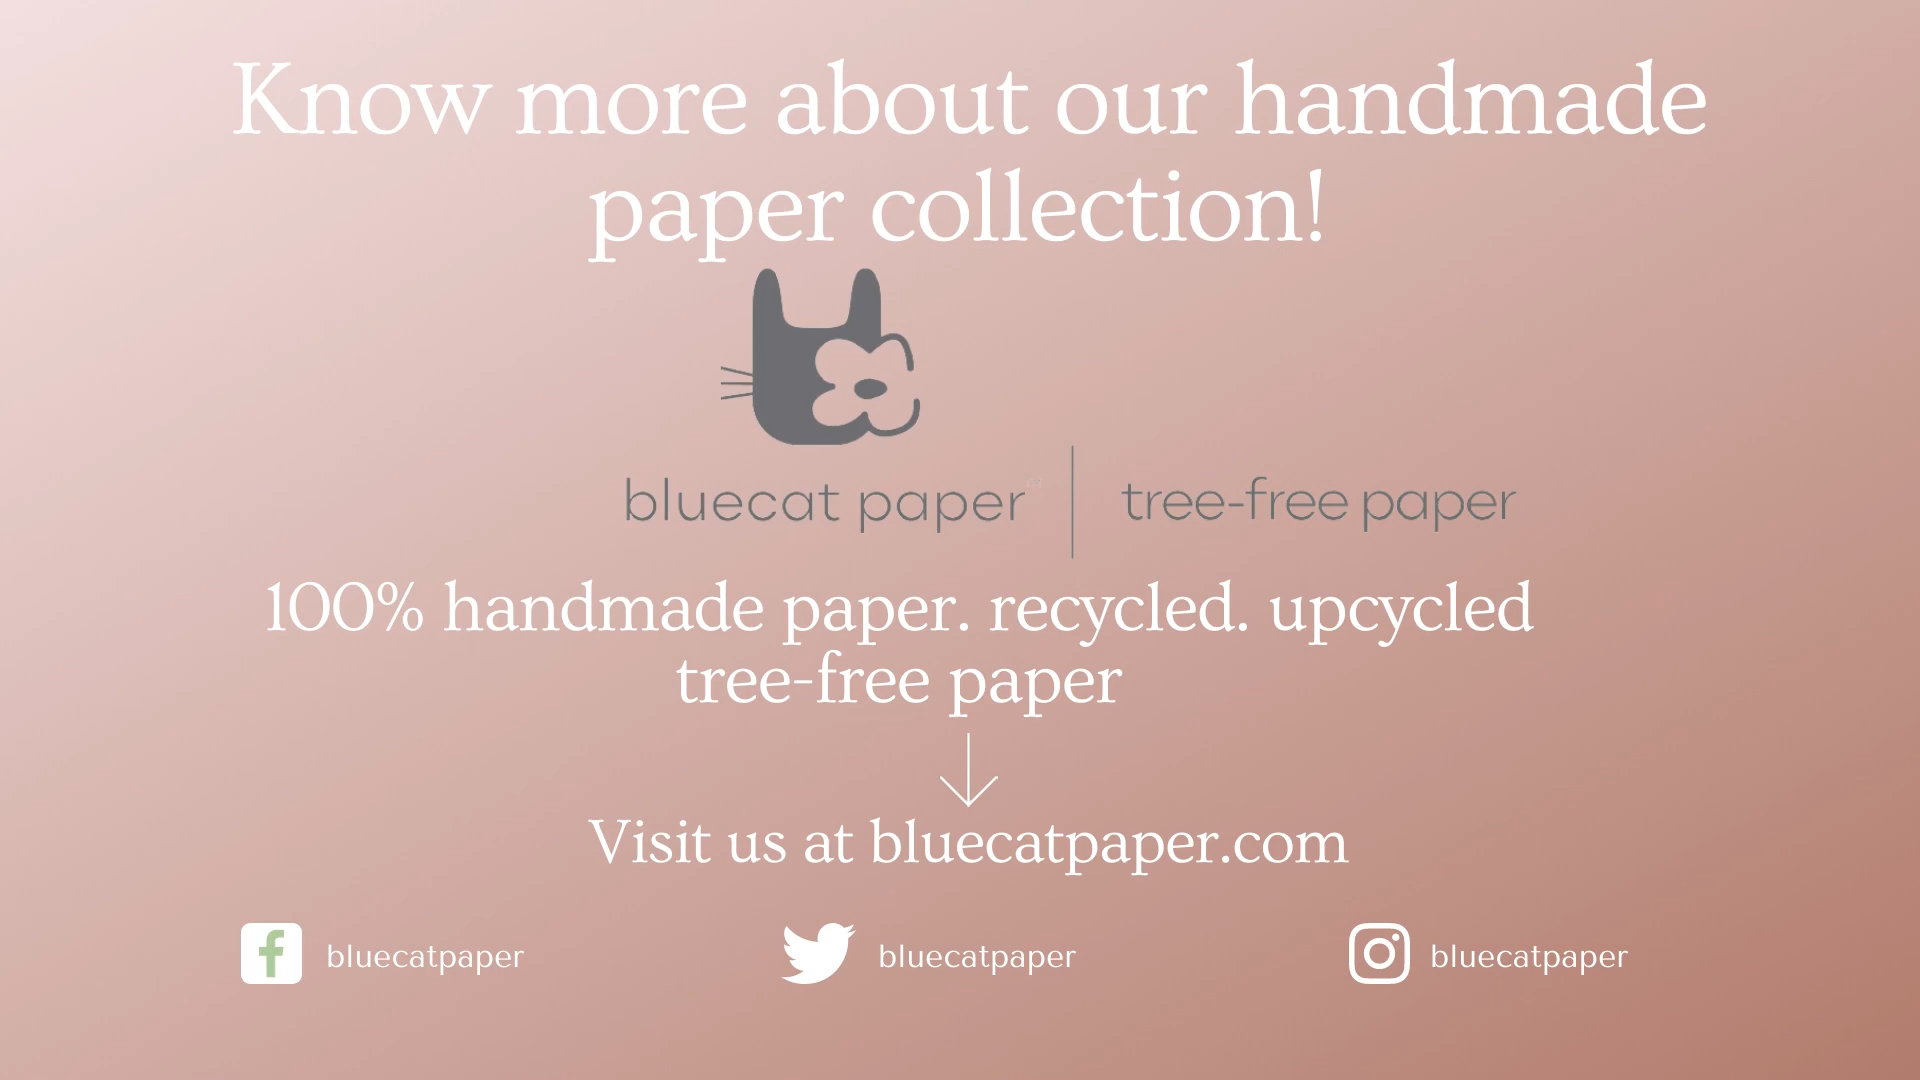 Know more about our handmade
paper collection!
bluecat paper™ | tree-free paper
100% handmade paper. recycled. upcycled
tree-free paper
Visit us at bluecatpaper.com
bluecatpaper bluecatpaper bluecatpaper